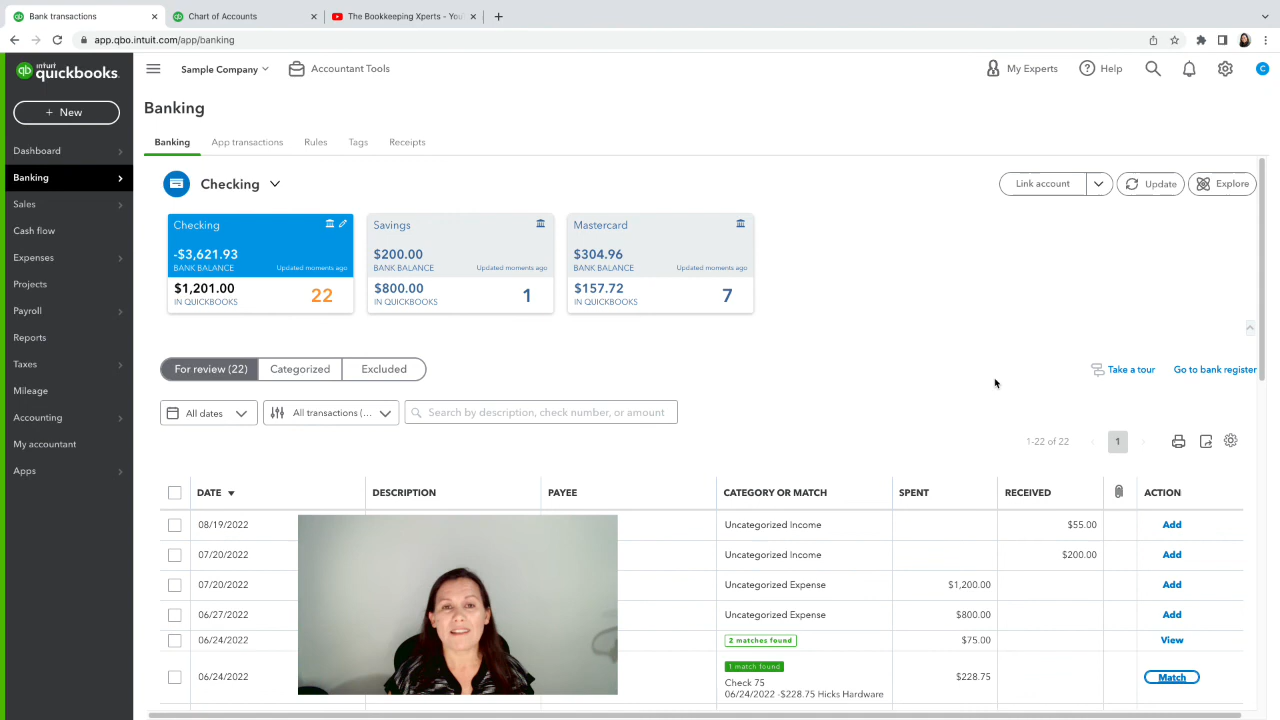 Bank transactions
Chart of Accounts
The Bookkeeping Xperts - You
app.qbo.intuit.com/app/banking
qb intuit quickbooks.
Sample Company
Accountant Tools
My Experts
Help
C
+ New
Dashboard
Banking
Sales
Cash flow
Expenses
Projects
Payroll
Reports
Taxes
Mileage
Accounting
My accountant
Apps
Banking
Banking App transactions Rules Tags Receipts
Checking
Link account
Update
Explore
Checking
-$3,621.93
BANK BALANCE Updated moments ago
$1,201.00
IN QUICKBOOKS 22
Savings
$200.00
BANK BALANCE Updated moments ago
$800.00
IN QUICKBOOKS 1
Mastercard
$304.96
BANK BALANCE Updated moments ago
$157.72
IN QUICKBOOKS 7
For review (22) Categorized Excluded
Take a tour Go to bank register
All dates All transactions (... Search by description, check number, or amount
1-22 of 22 1
DATE DESCRIPTION PAYEE CATEGORY OR MATCH SPENT RECEIVED ACTION
08/19/2022 Uncategorized Income $55.00 Add
07/20/2022 Uncategorized Income $200.00 Add
07/20/2022 Uncategorized Expense $1,200.00 Add
06/27/2022 Uncategorized Expense $800.00 Add
06/24/2022 2 matches found $75.00 View
1 match found
06/24/2022 Check 75 $228.75 Match
06/24/2022 -$228.75 Hicks Hardware